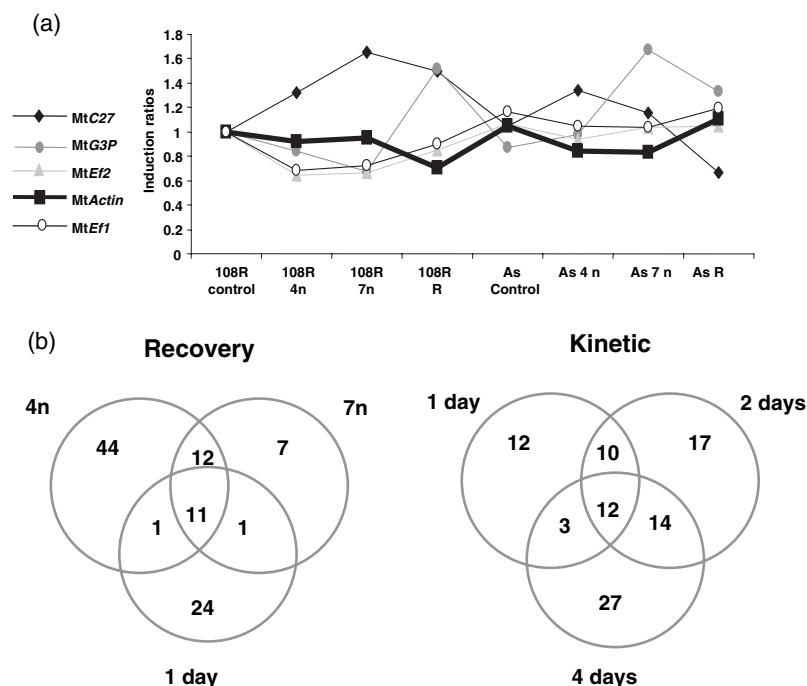 (a)
1.8
1.6
1.4
1.2
1
0.8
0.6
0.4
0.2
0
Induction ratios
MtC27
MtG3P
MtEf2
MtActin
MtEf1
108R control
108R 4n
108R 7n
108R R
As Control
As 4 n
As 7 n
As R
(b)
Recovery
4n
7n
44
12
7
1
11
1
24
1 day
Kinetic
1 day
2 days
12
10
17
3
12
14
27
4 days